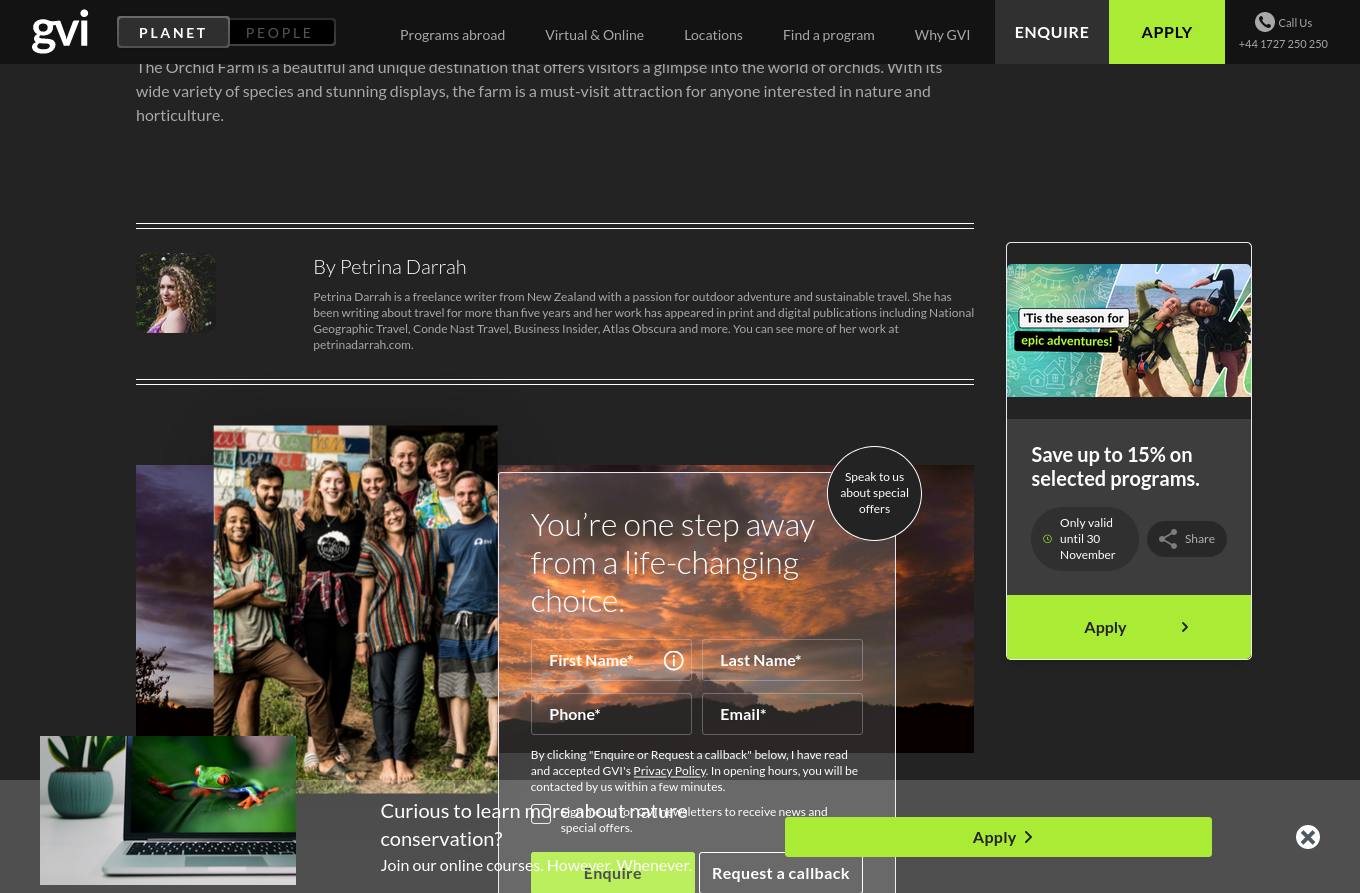 gvi
PLANET
PEOPLE
Programs abroad
Virtual & Online
Locations
Find a program
Why GVI
ENQUIRE
APPLY
Call Us
+44 1727 250 250
The Orchid Farm is a beautiful and unique destination that offers visitors a glimpse into the world of orchids. With its
wide variety of species and stunning displays, the farm is a must-visit attraction for anyone interested in nature and
horticulture.
By Petrina Darrah
Petrina Darrah is a freelance writer from New Zealand with a passion for outdoor adventure and sustainable travel. She has
been writing about travel for more than five years and her work has appeared in print and digital publications including National
Geographic Travel, Conde Nast Travel, Business Insider, Atlas Obscura and more. You can see more of her work at
petrinadarrah.com.
'Tis the season for
epic adventures!
Save up to 15% on
selected programs.
Only valid
until 30
November
Share
Apply
Speak to us
about special
offers
You're one step away
from a life-changing
choice.
First Name*
Last Name*
Phone*
Email*
By clicking "Enquire or Request a callback" below, I have read
and accepted GVI's Privacy Policy. In opening hours, you will be
contacted by us within a few minutes.
newsletters to receive news and
special offers.
Enquire
Request a callback
Curious to learn more about nature
conservation?
Join our online courses. However. Whenever.
Apply